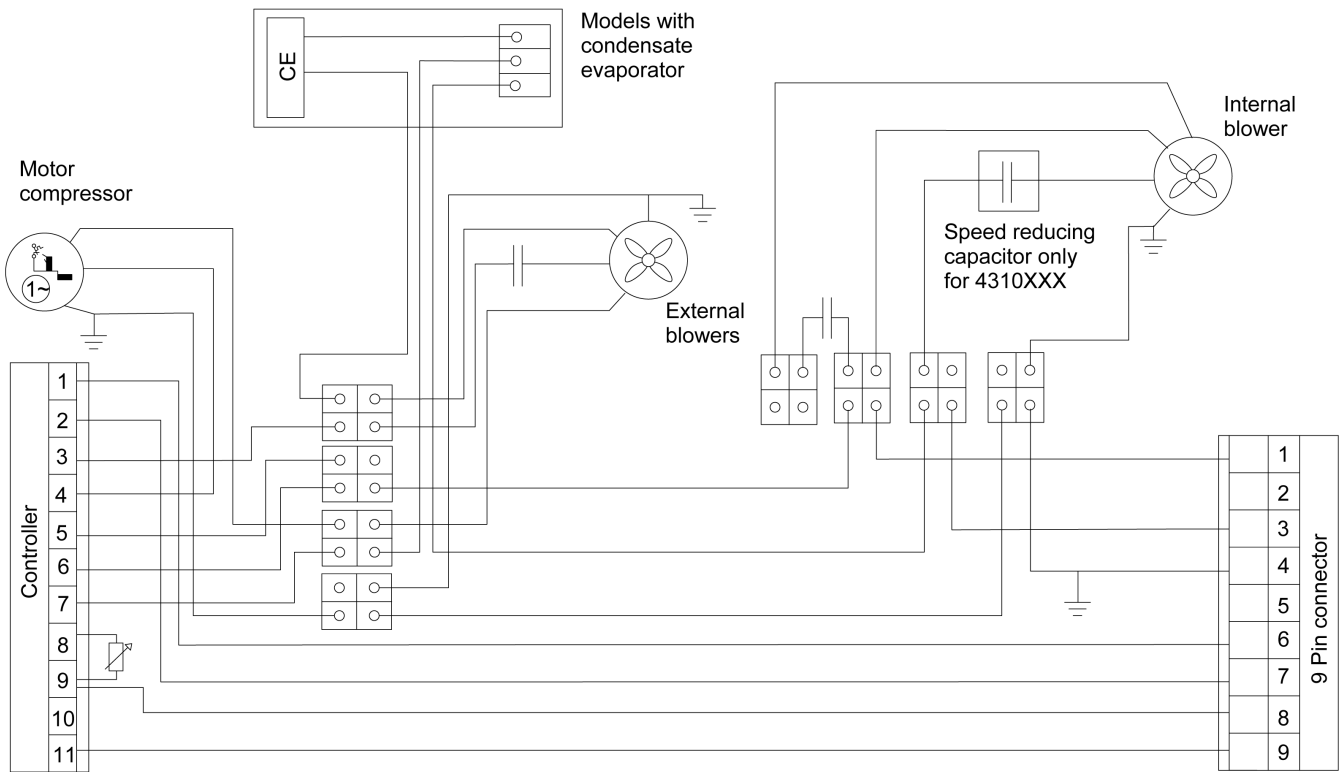 Models with
condensate
evaporator
CE
Internal
blower
Motor
compressor
1~
Speed reducing
capacitor only
for 4310XXX
External
blowers
Controller
1
2
3
4
5
6
7
8
9
10
11
1
2
3
4
5
6
7
8
9
9 Pin connector